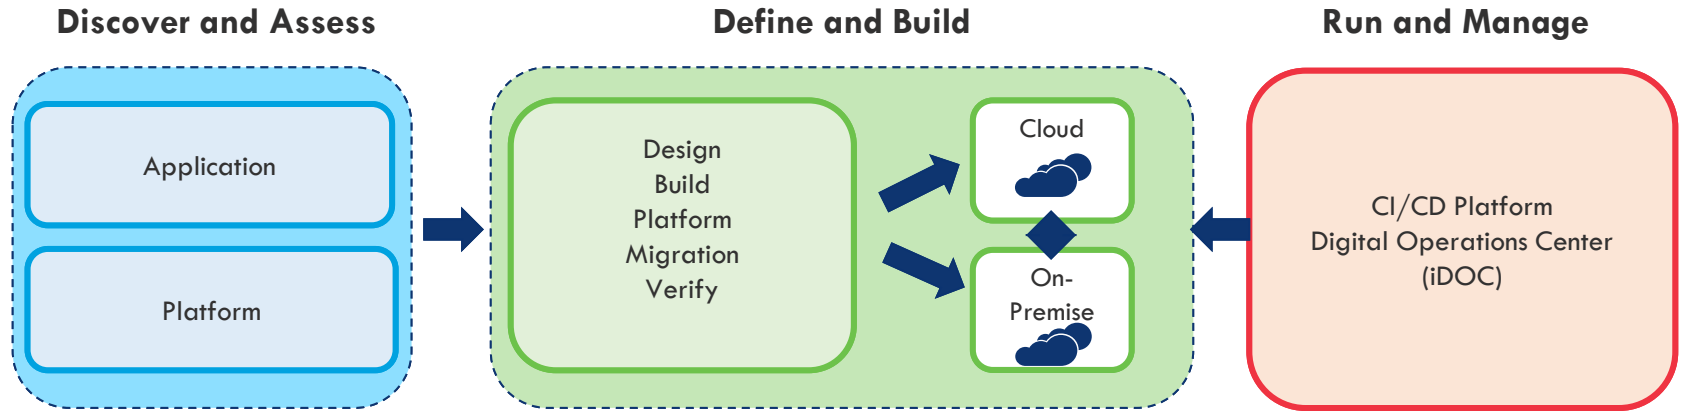 Discover and Assess
Define and Build
Run and Manage
Application
Platform
Design
Build
Platform
Migration
Verify
Cloud
On-
Premise
CI/CD Platform
Digital Operations Center
(iDOC)